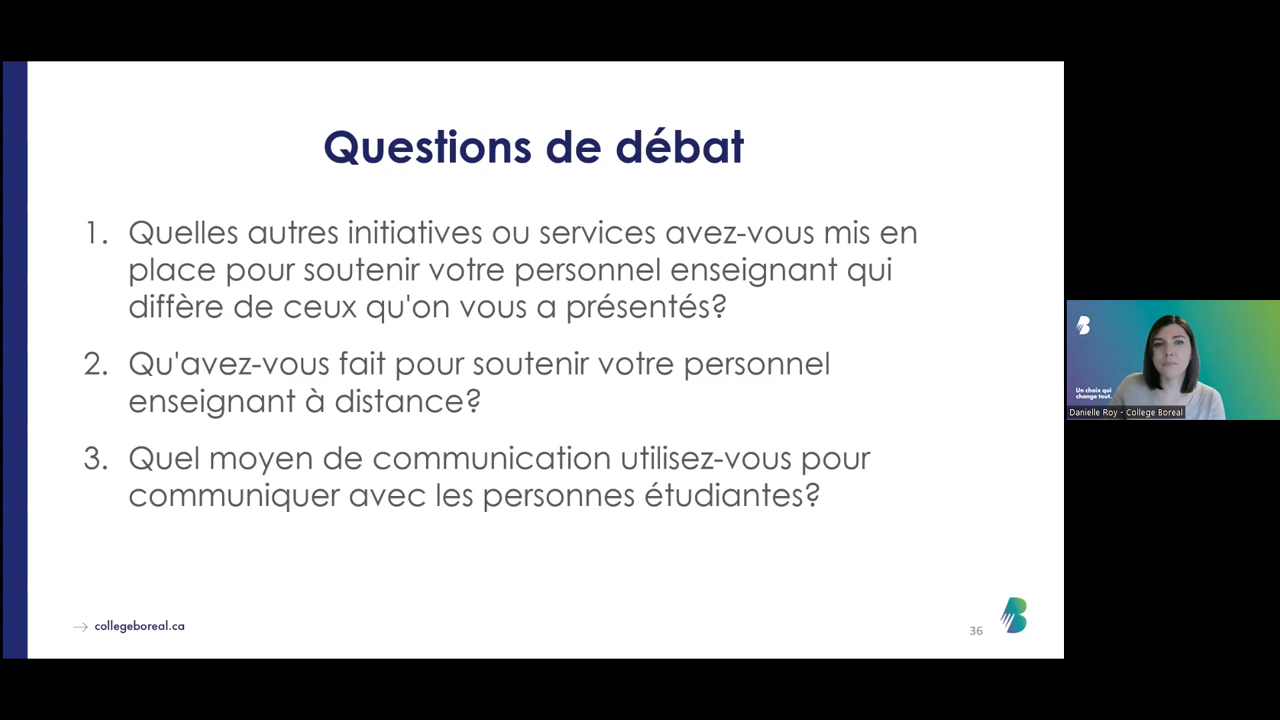 Questions de débat
1. Quelles autres initiatives ou services avez-vous mis en
place pour soutenir votre personnel enseignant qui
diffère de ceux qu'on vous a présentés?
2. Qu'avez-vous fait pour soutenir votre personnel
enseignant à distance?
3. Quel moyen de communication utilisez-vous pour
communiquer avec les personnes étudiantes?
collegeboreal.ca
36
Un choix qui
change tout.
Danielle Roy - College Boreal